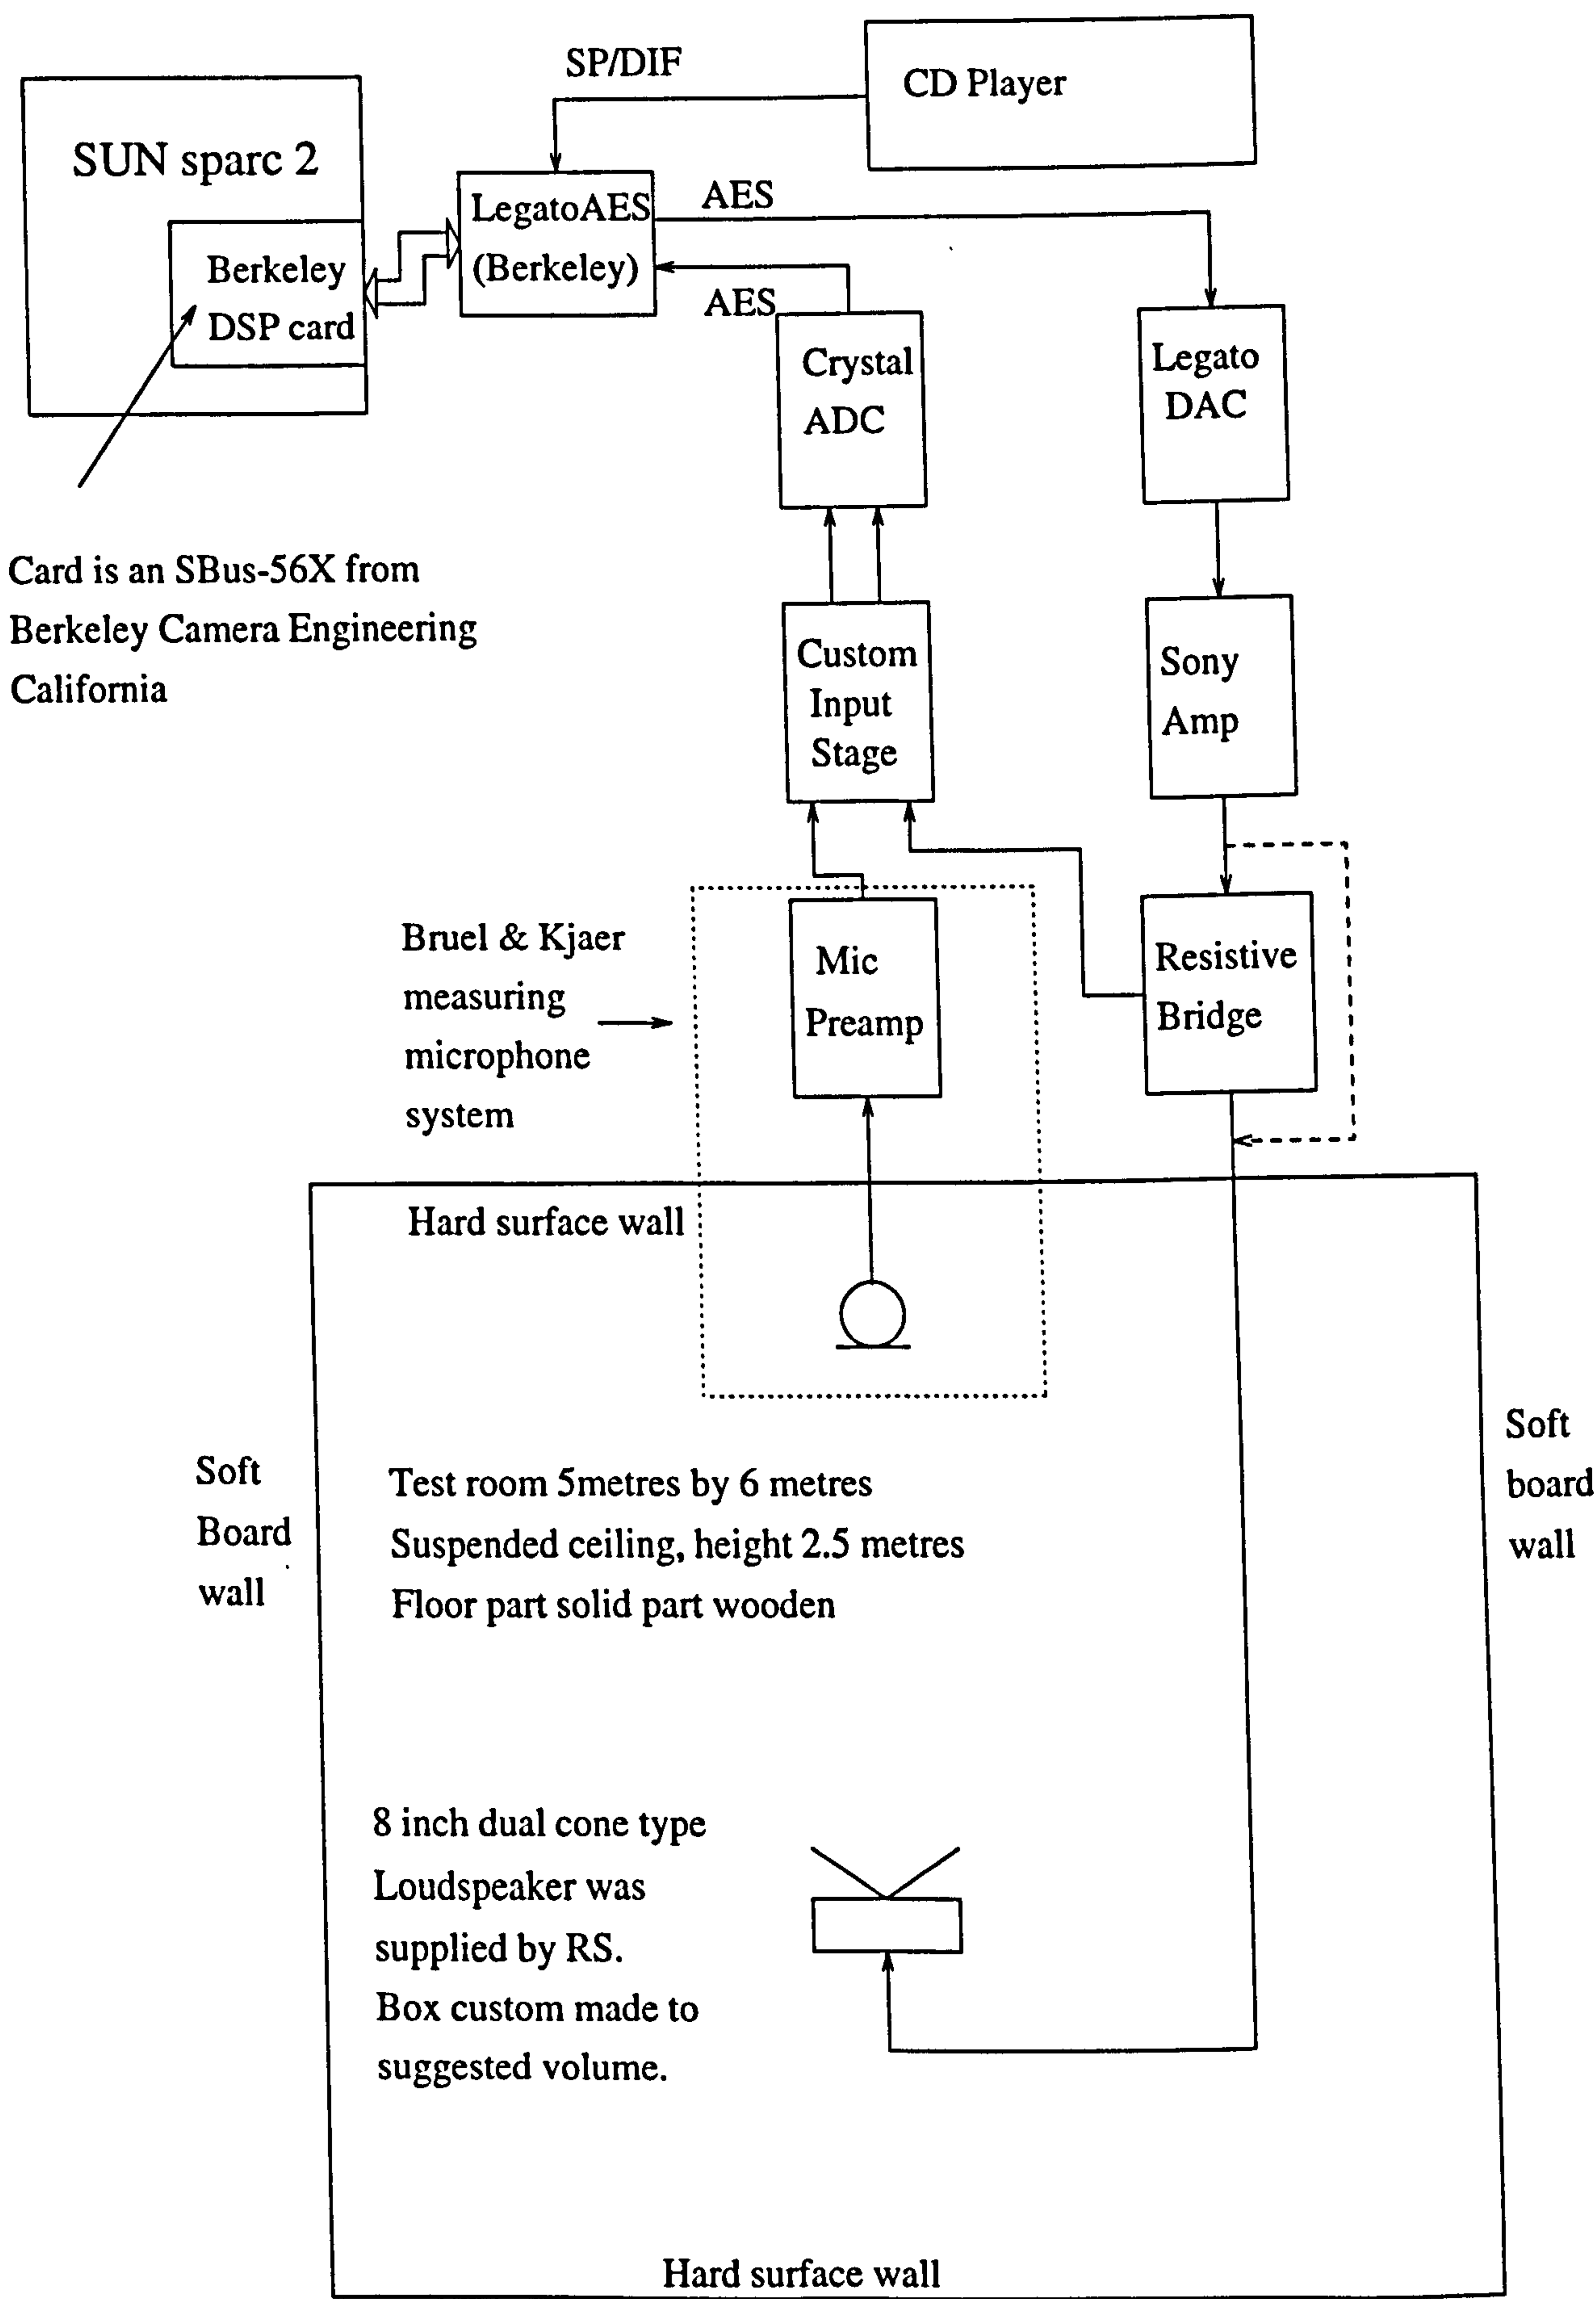 SP/DIF
CD Player
SUN sparc 2
LegatoAES
(Berkeley)
AES
AES
Berkeley
DSP card
Crystal
ADC
Legato
DAC
Card is an SBus-56X from
Berkeley Camera Engineering
California
Custom
Input
Stage
Sony
Amp
Bruel & Kjaer
measuring
microphone
system
Mic
Preamp
Resistive
Bridge
Hard surface wall
Soft
Board
wall
Soft
board
wall
Test room 5metres by 6 metres
Suspended ceiling, height 2.5 metres
Floor part solid part wooden
8 inch dual cone type
Loudspeaker was
supplied by RS.
Box custom made to
suggested volume.
Hard surface wall